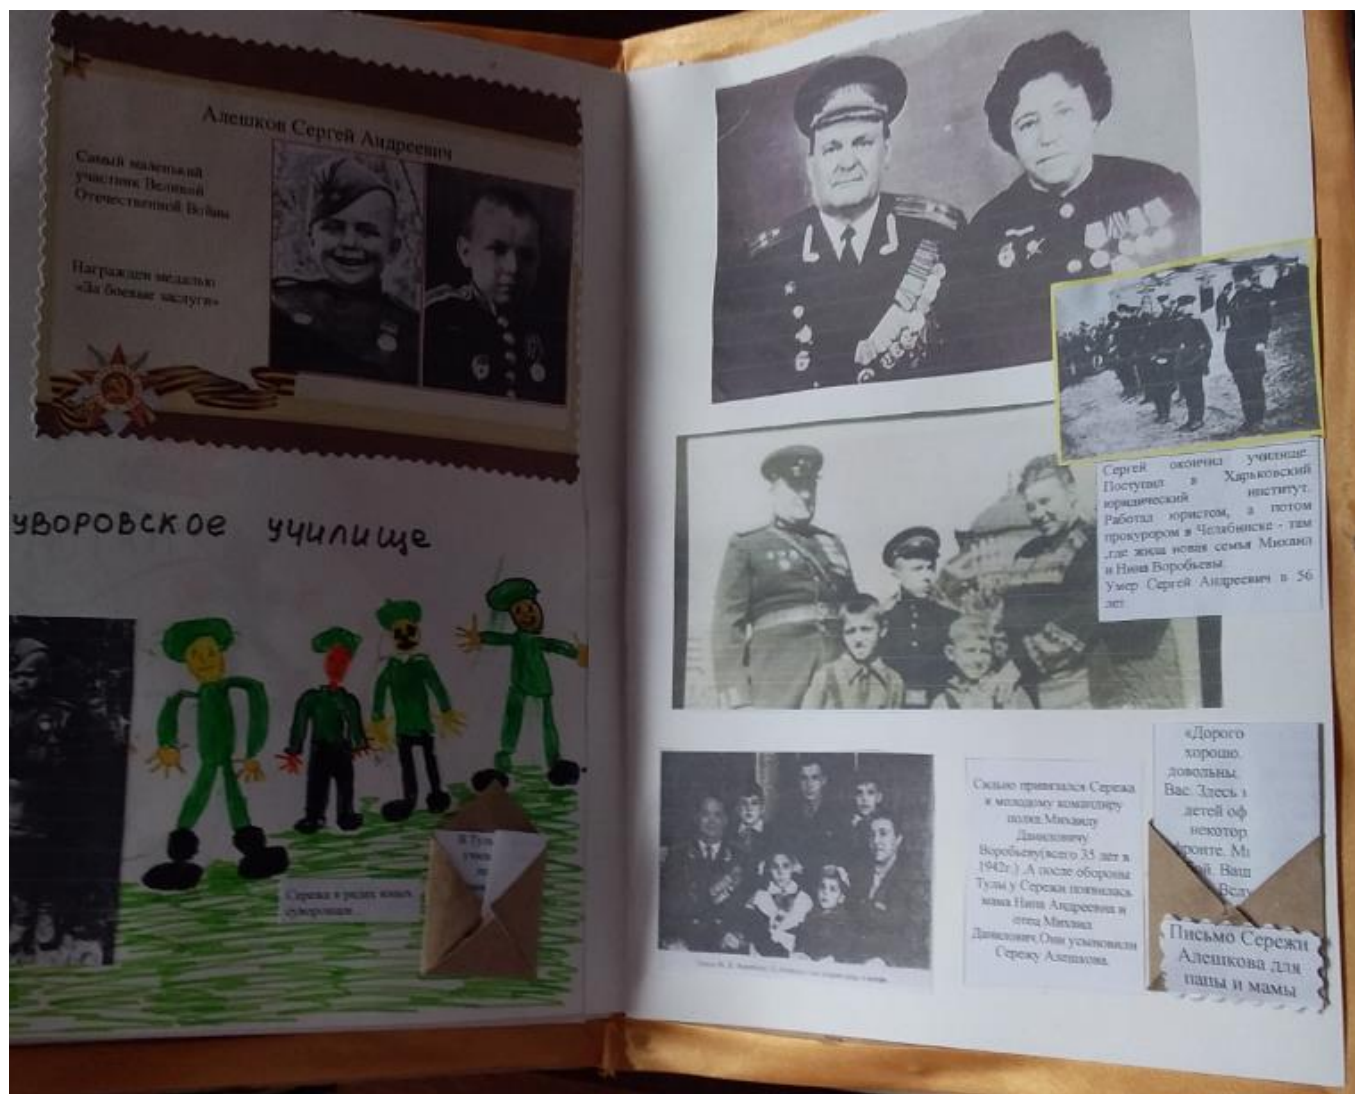 Алешков Сергей Андреевич
Самый маленький
участник Великой
Отечественной Войны
Награжден медалью
«За боевые заслуги»
уворовское училище
Сережа в рядах юных
суворовцев
В Тул
Сергей окончил училище.
Поступил в Харьковский
юридический институт.
Работал юристом, а потом
прокурором в Челябинске - там
,где жила новая семья Михаил
и Нина Воробьевы.
Умер Сергей Андреевич в 56
лет
Сильно привязался Сережа
к молодому командиру
полка Михаилу
Даниловичу
Воробьеву(всего 35 лет в
1942г.) .А после обороны
Тулы у Сережи появилась
мама Нина Андреевна и
отец Михаил
Данилович.Они усыновили
Сережу Алешкова.
«Дорого
хорошо.
довольны.
Вас. Здесь
детей оф
некотор
фронте. М
ой. Ваш
Письмо Сережи
Алешкова для
папы и мамы